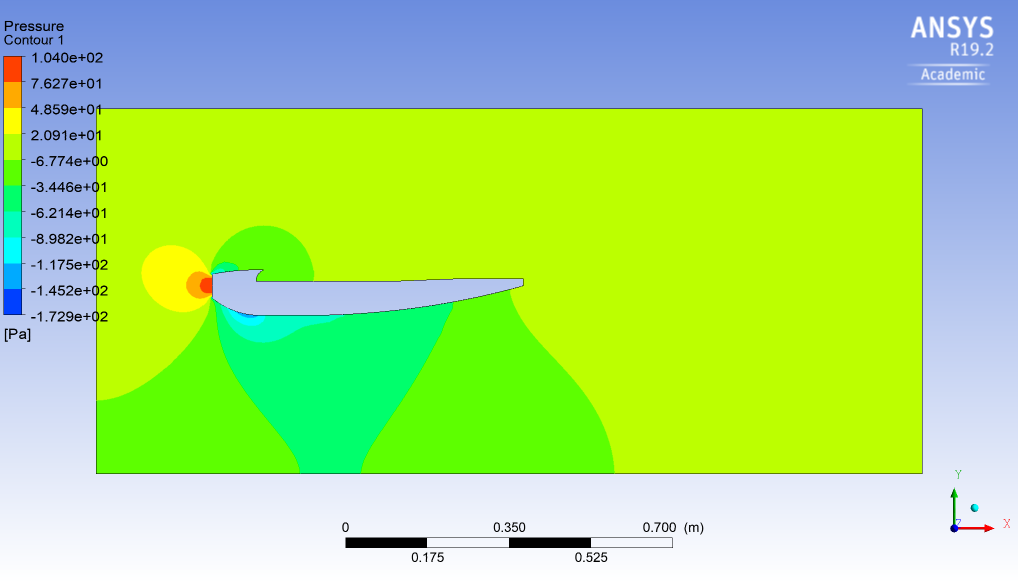 Pressure
Contour 1
1.040e+02
7.627e+01
4.859e+01
2.091e+01
-6.774e+00
-3.446e+01
-6.214e+01
-8.982e+01
-1.175e+02
-1.452e+02
-1.729e+02
[Pa]
ANSYS
R19.2
Academic
0 0.350 0.700 (m)
0.175 0.525
Y
Z X